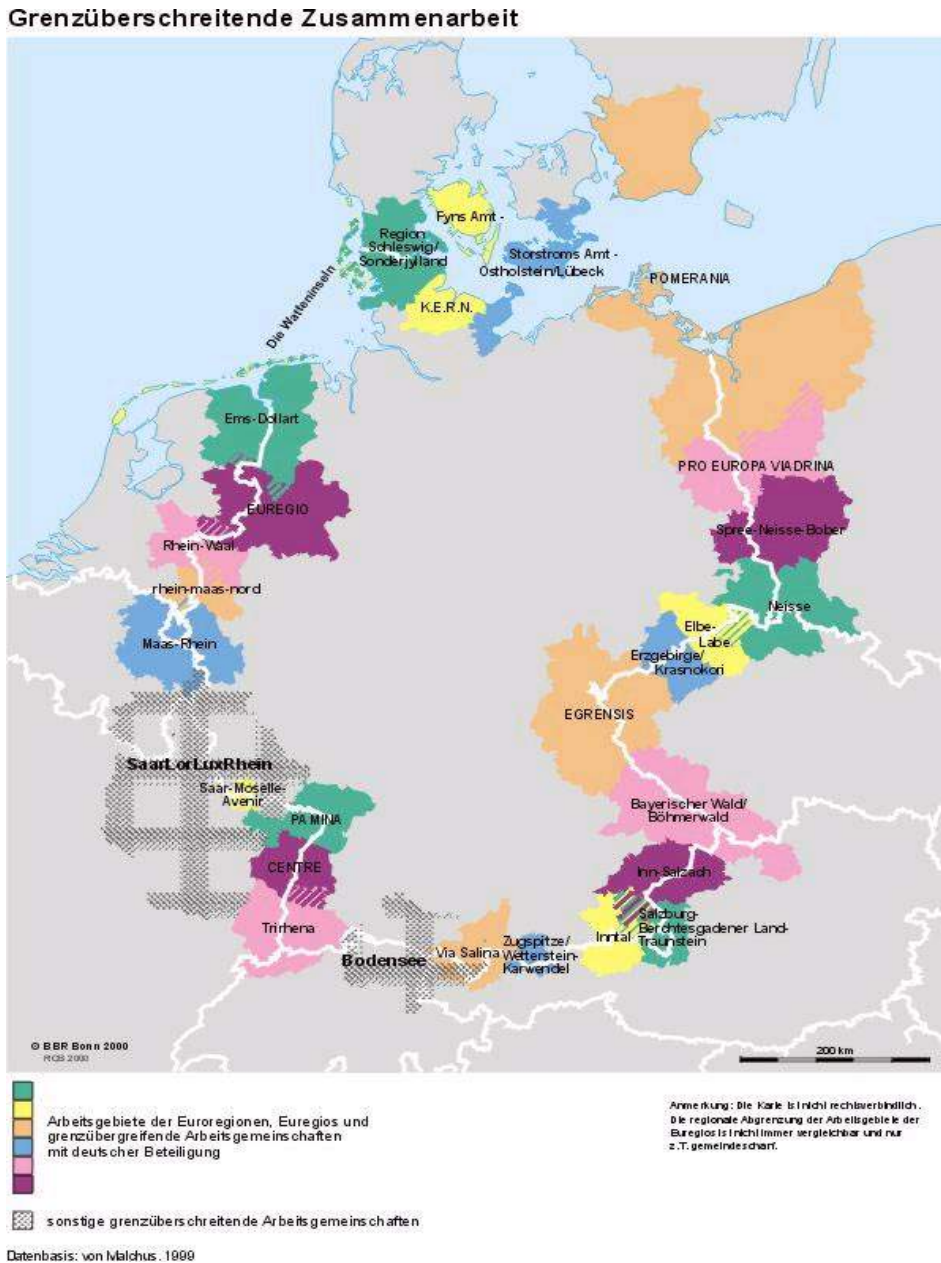 Grenzüberschreitende Zusammenarbeit
Fyns Amt -
Region
Schleswig/
Sonderjylland
Storstroms Amt -
Ostholstein/Lübeck
K.E.R.N.
Die Watteninseln
POMERANIA
Ems-Dollart
PRO EUROPA VIADRINA
EUREGIO
Spree-Neisse-Bober
Rhein-Waal
rhein-maas-nord
Neisse
Maas-Rhein
Elbe-
Labe
Erzgebirge/
Krasnokori
EGRENSIS
SaarLorLuxRhein
Saar-Moselle-
Avenir
PAMINA
Bayerischer Wald/
Böhmerwald
CENTRE
Inn-Salzach
Trirhena
Salzburg-
Berchtesgadener Land-
Traunstein
Inntal
Bodensee
Via Salina
Zugspitze/
Wetterstein-
Karwendel
© BBR Bonn 2000
ROB 2000
200 km
Arbeitsgebiete der Euroregionen, Euregios und
grenzübergreifende Arbeitsgemeinschaften
mit deutscher Beteiligung
sonstige grenzüberschreitende Arbeitsgemeinschaften
Anmerkung: Die Karte ist nicht rechtsverbindlich.
Die regionale Abgrenzung der Arbeitsgebiete der
Euregios ist nicht immer vergleichbar und nur
z.T. gemeindescharf.
Datenbasis: von Malchus. 1999